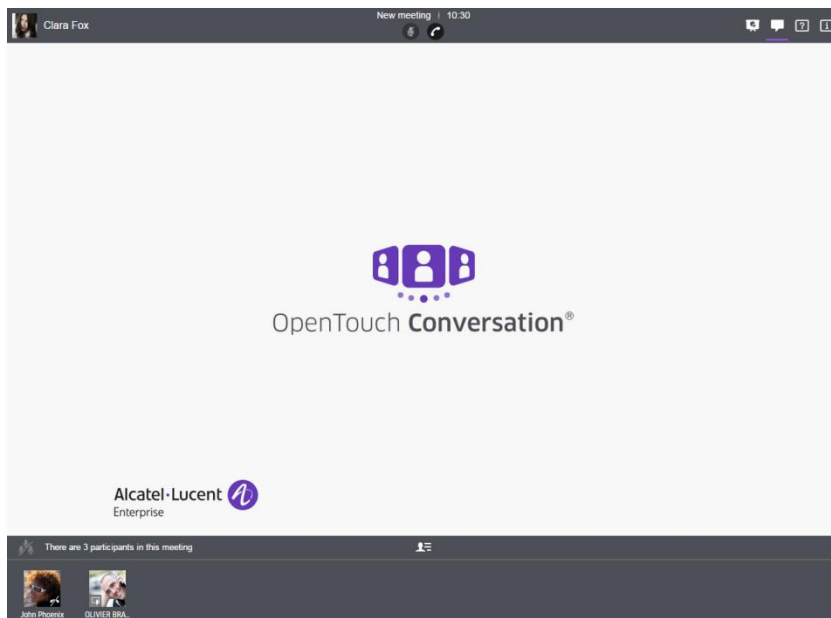 Clara Fox
New meeting | 10:30
OpenTouch Conversation®
Alcatel·Lucent
Enterprise
There are 3 participants in this meeting
John Phoenix
OLIVIER BRA...